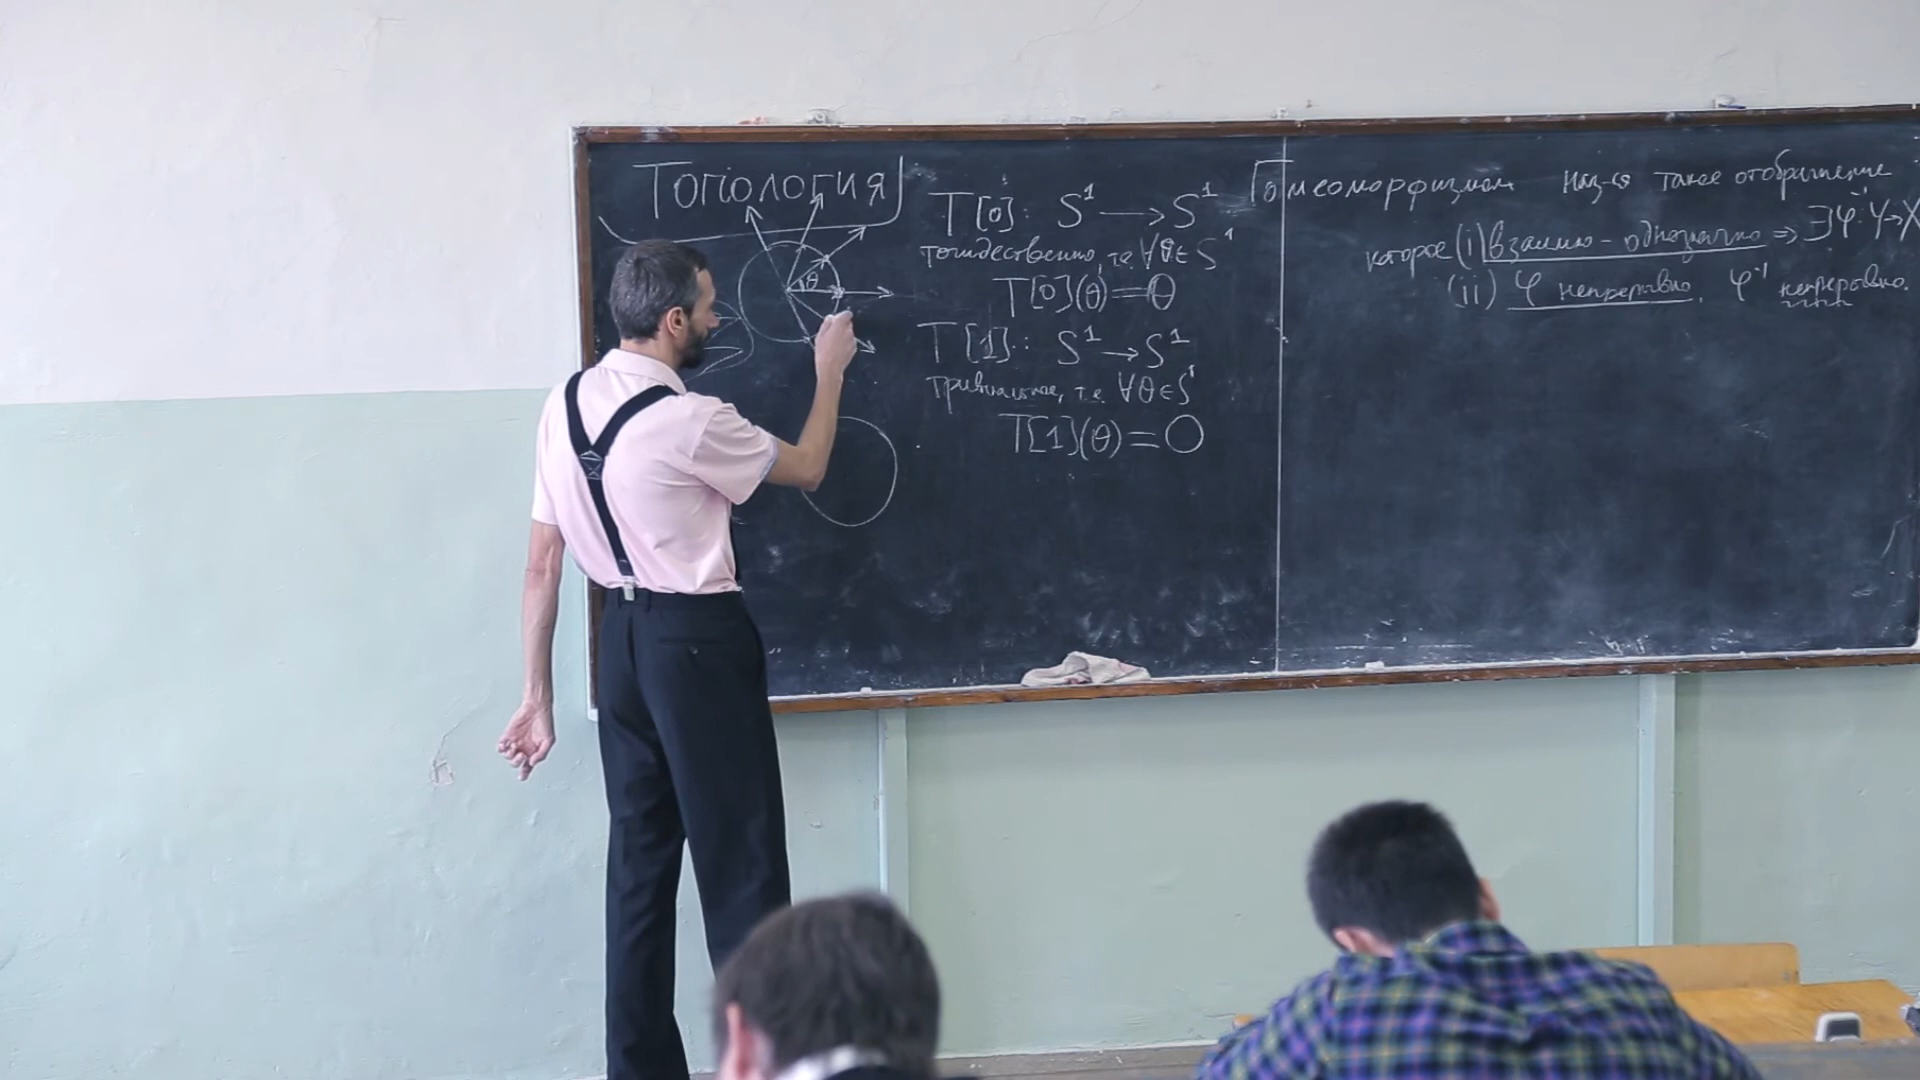 Топология
θ
T[0]: S¹ → S¹
тождественно, т.е. ∀θ∈S¹
T[0](θ)=θ
T[1]: S¹ → S¹
тривиальное, т.е. ∀θ∈S¹
T[1](θ)=0
Гомеоморфизмом наз-ся такое отображение
которое (i) взаимно-однозначно => ∃φ⁻¹: Y→X
(ii) φ непрерывно, φ⁻¹ непрерывно.